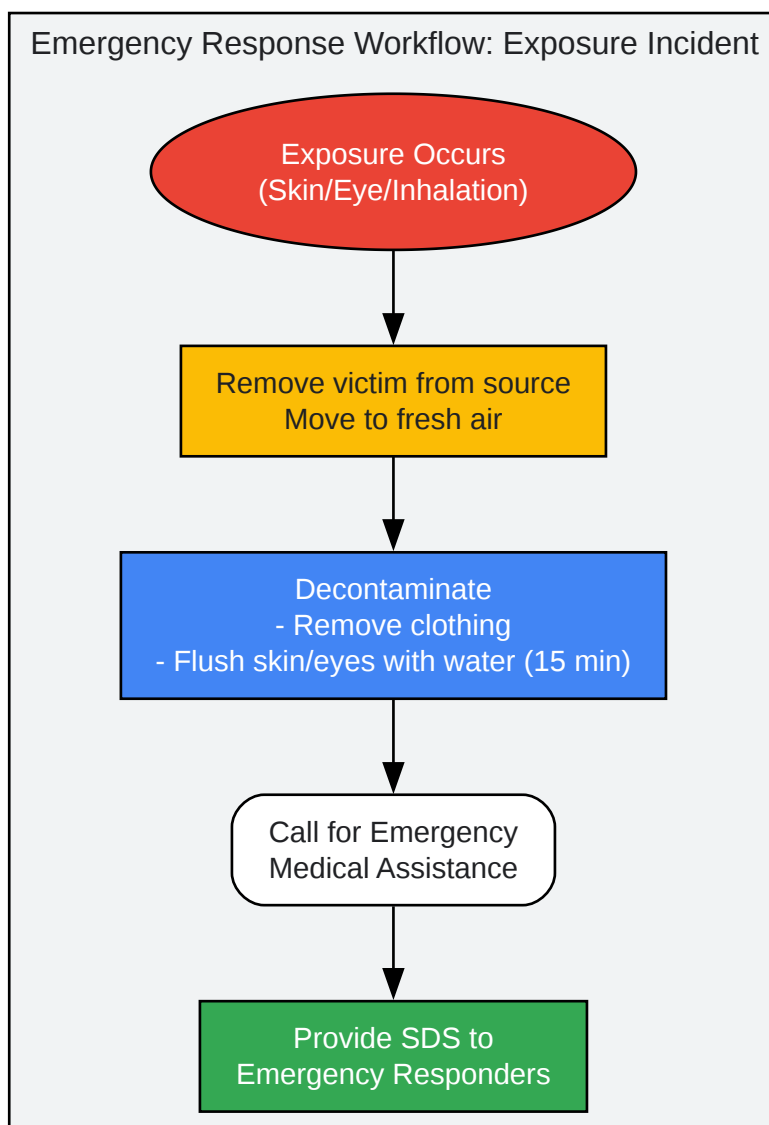 Emergency Response Workflow: Exposure Incident
Exposure Occurs
(Skin/Eye/Inhalation)
Remove victim from source
Move to fresh air
Decontaminate
- Remove clothing
- Flush skin/eyes with water (15 min)
Call for Emergency
Medical Assistance
Provide SDS to
Emergency Responders